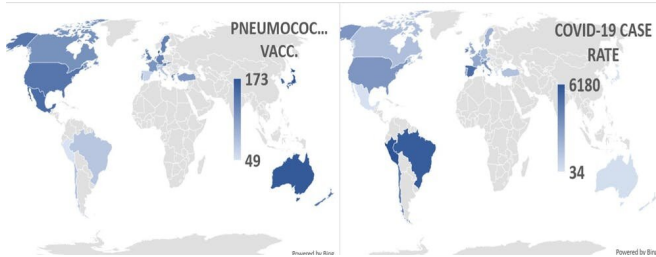 PNEUMOCOC...
VACC.
173
49
Powered by Bing
COVID-19 CASE
RATE
6180
34
Powered by Bing